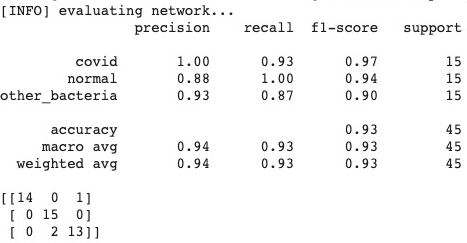 [INFO] evaluating network...
precision recall f1-score support
covid 1.00 0.93 0.97 15
normal 0.88 1.00 0.94 15
other_bacteria 0.93 0.87 0.90 15
accuracy 0.93 45
macro avg 0.94 0.93 0.93 45
weighted avg 0.94 0.93 0.93 45
[[14 0 1]
[ 0 15 0]
[ 0 2 13]]